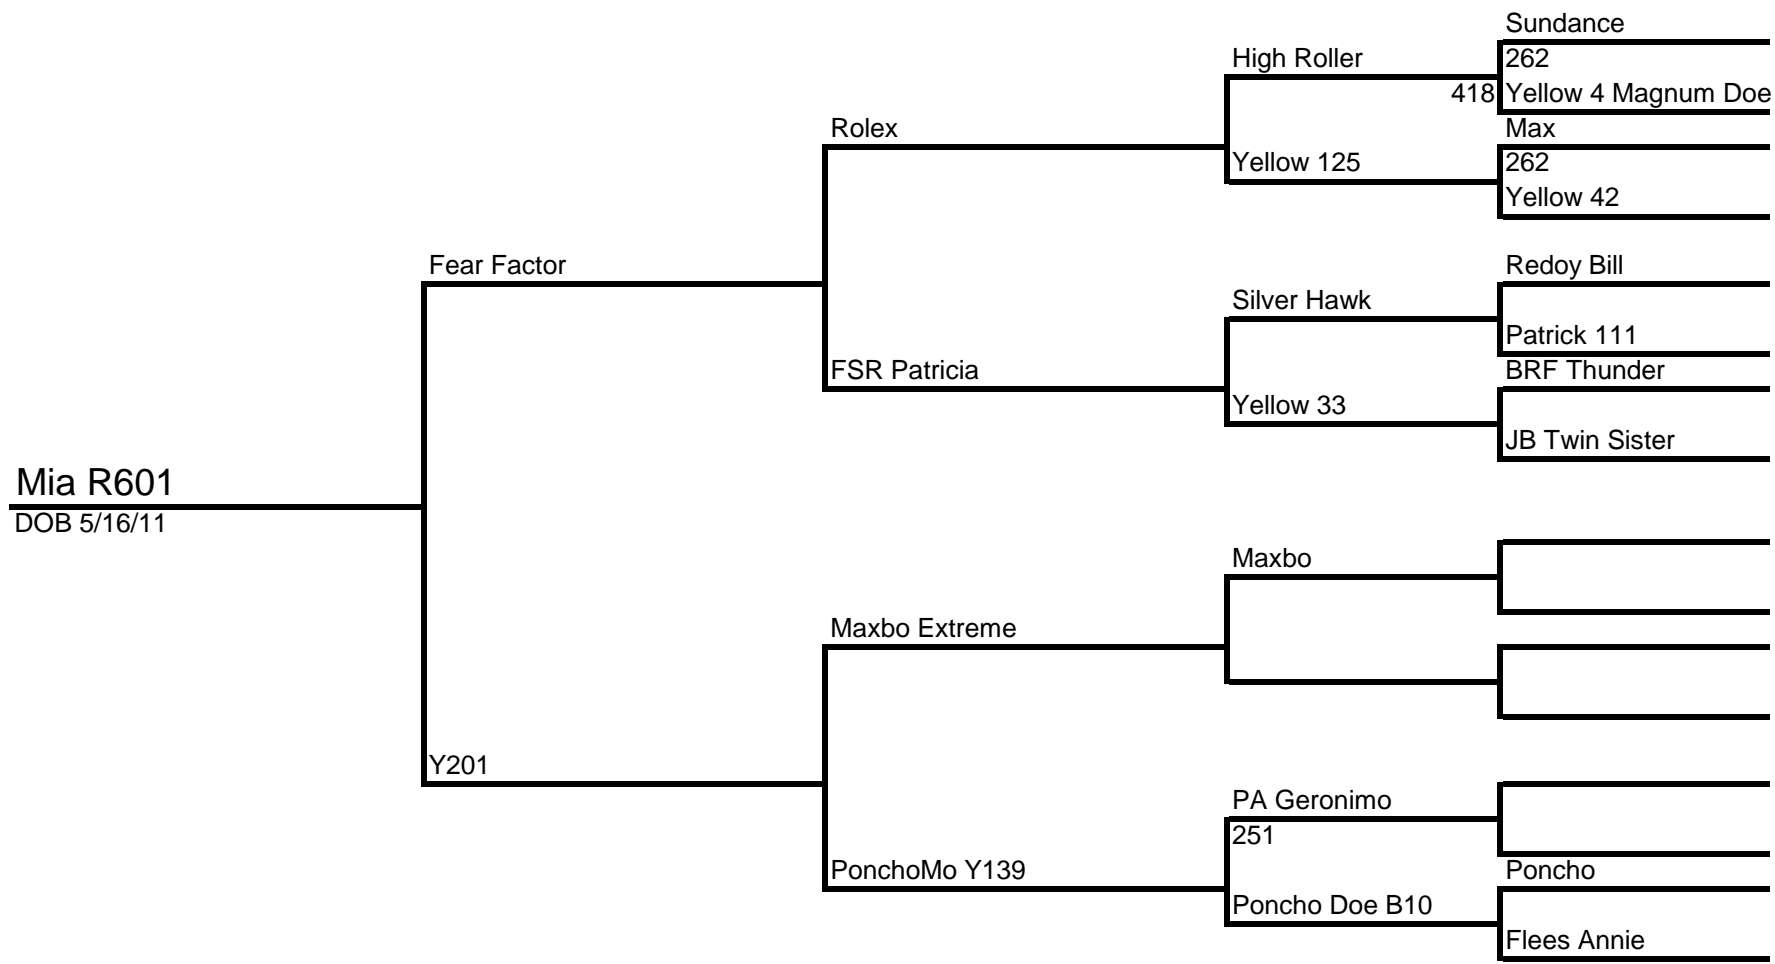 Sundance
High Roller
262
418
Yellow 4 Magnum Doe
Rolex
Max
Yellow 125
262
Yellow 42
Fear Factor
Redoy Bill
Silver Hawk
Patrick 111
FSR Patricia
BRF Thunder
Yellow 33
JB Twin Sister
Mia R601
DOB 5/16/11
Maxbo
Maxbo Extreme
Y201
PA Geronimo
251
PonchoMo Y139
Poncho
Poncho Doe B10
Flees Annie